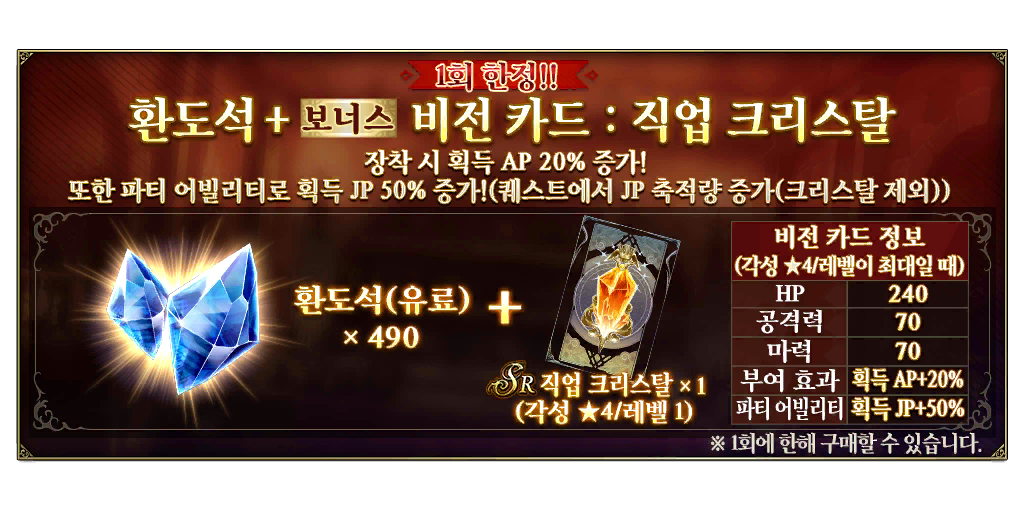 1회 한정!!
환도석 + 보너스 비전 카드 : 직업 크리스탈
장착 시 획득 AP 20% 증가!
또한 파티 어빌리티로 획득 JP 50% 증가!(퀘스트에서 JP 축적량 증가(크리스탈 제외))
환도석(유료)
× 490
+
SR 직업 크리스탈 × 1
(각성 ★4/레벨 1)
비전 카드 정보
(각성 ★4/레벨이 최대일 때)
HP 240
공격력 70
마력 70
부여 효과 획득 AP+20%
파티 어빌리티 획득 JP+50%
※ 1회에 한해 구매할 수 있습니다.